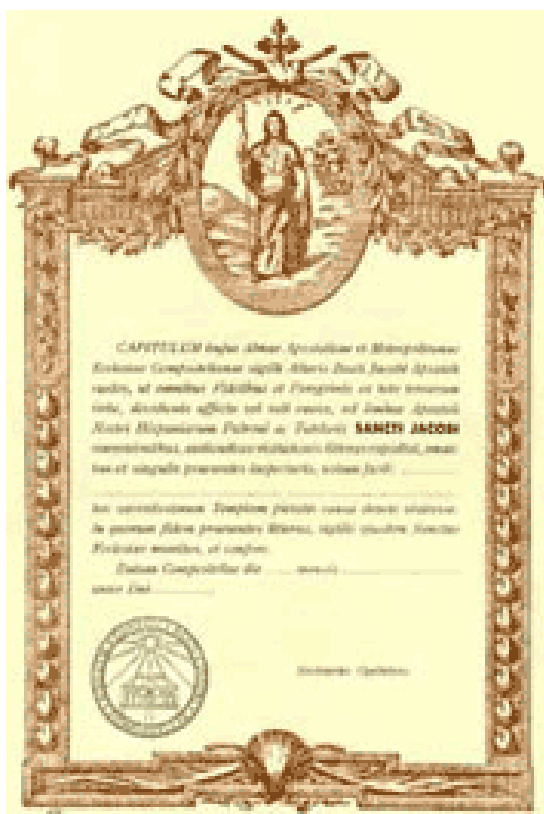 CAPITULUM hujus Almae Apostolicae et Metropolitanae
Ecclesiae Compostellanae sigilli Altaris Beati Jacobi Apostoli
custos, ut omnibus Fidelibus et Peregrinis ex toto terrarum
Orbe, devotionis affectu vel voti causa, ad limina Apostoli
Nostri Hispaniarum Patroni ac Tutelaris SANCTI JACOBI
convenientibus, authenticas visitationis litteras expediat, omni-
bus et singulis praesentes inspecturis, notum facit:
hoc sacratissimum Templum pietatis causa devote visitasse.
In quorum fidem praesentes litteras, sigillo ejusdem Sanctae
Ecclesiae munitas, ei confero.
Datum Compostellae die ..... mensis ..........
anno Dni ..........